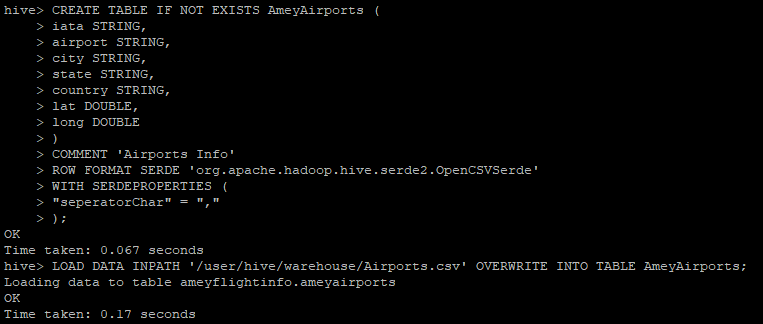 hive> CREATE TABLE IF NOT EXISTS AmeyAirports (
> iata STRING,
> airport STRING,
> city STRING,
> state STRING,
> country STRING,
> lat DOUBLE,
> long DOUBLE
> )
> COMMENT 'Airports Info'
> ROW FORMAT SERDE 'org.apache.hadoop.hive.serde2.OpenCSVSerde'
> WITH SERDEPROPERTIES (
> "seperatorChar" = ","
> );
OK
Time taken: 0.067 seconds
hive> LOAD DATA INPATH '/user/hive/warehouse/Airports.csv' OVERWRITE INTO TABLE AmeyAirports;
Loading data to table ameyflightinfo.ameyairports
OK
Time taken: 0.17 seconds